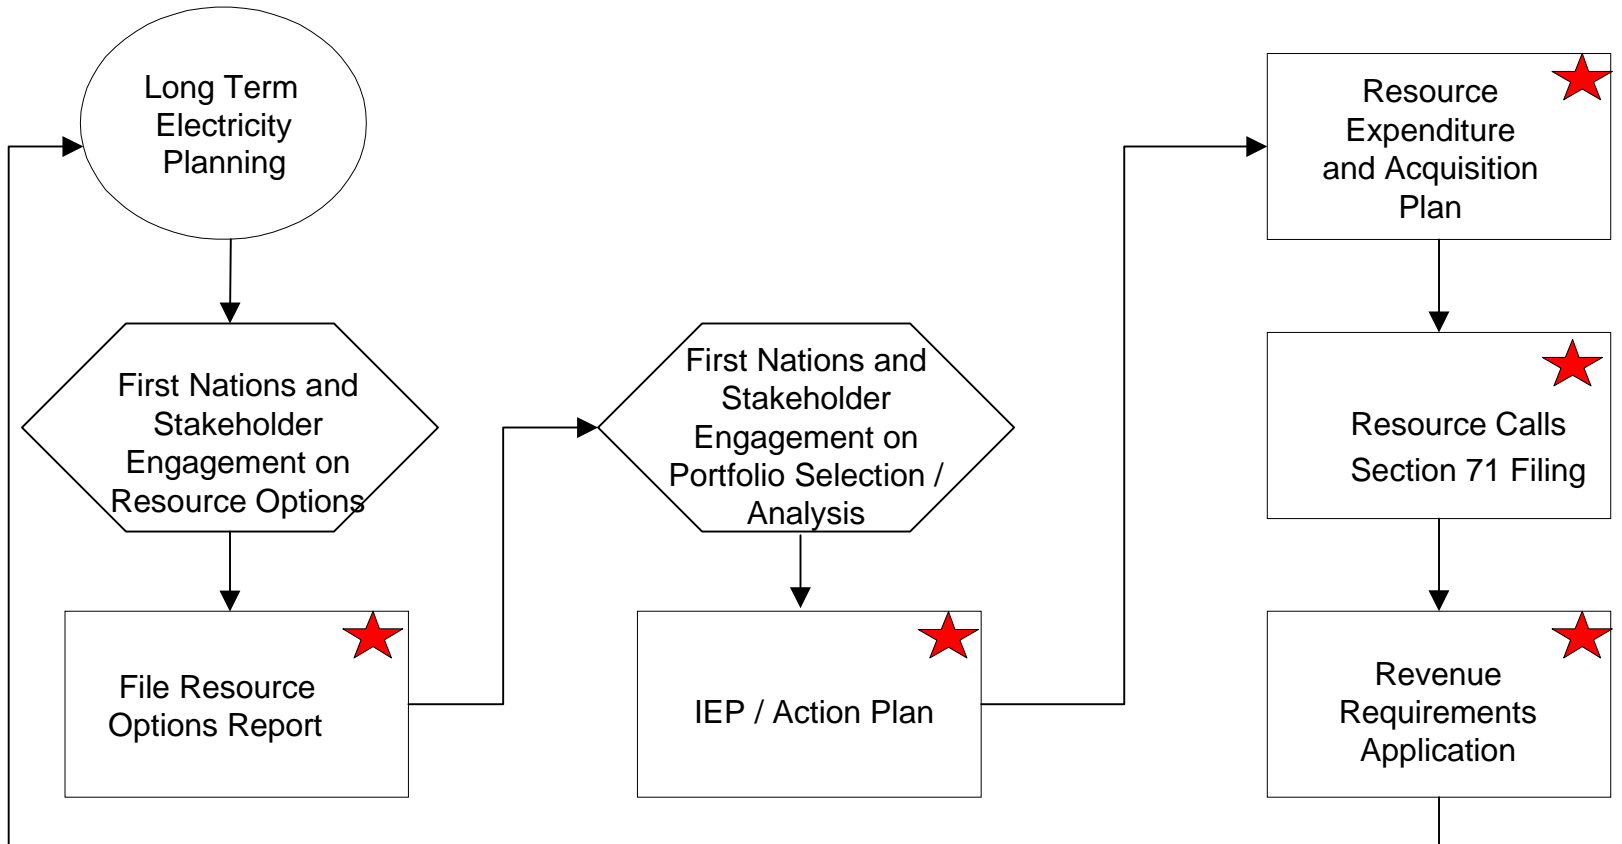 Long Term
Electricity
Planning
First Nations and
Stakeholder
Engagement on
Resource Options
File Resource
Options Report
First Nations and
Stakeholder
Engagement on
Portfolio Selection /
Analysis
IEP / Action Plan
Resource
Expenditure
and Acquisition
Plan
Resource Calls
Section 71 Filing
Revenue
Requirements
Application